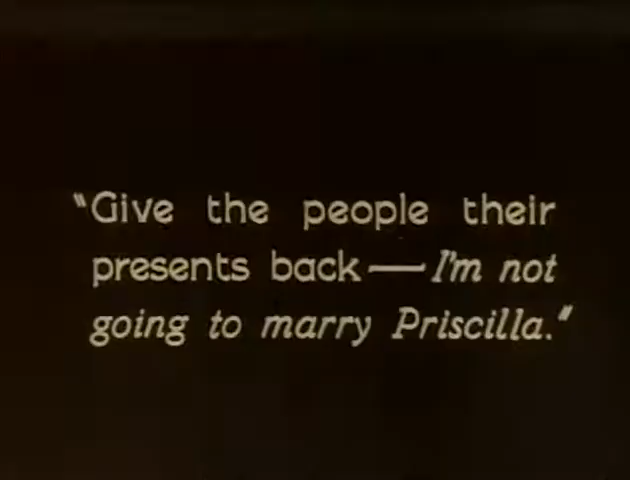 "Give the people their
presents back—I'm not
going to marry Priscilla."